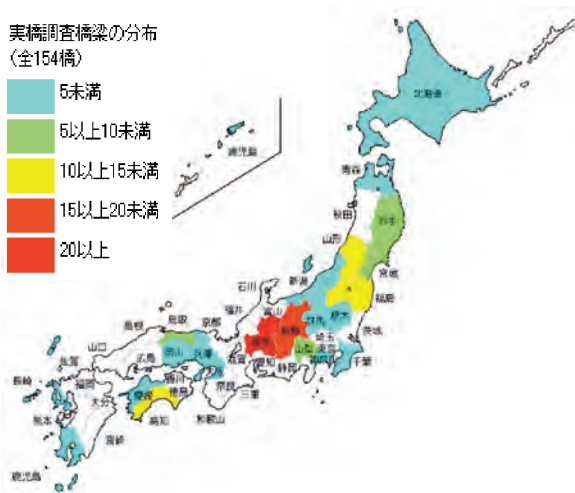 実橋調査橋梁の分布
(全154橋)
5未満
5以上10未満
10以上15未満
15以上20未満
20以上
北海道
鹿児島
青森
秋田
岩手
山形
宮城
新潟
福島
石川
富山
群馬
栃木
福井
長野
茨城
鳥取
京都
島根
埼玉
東京
山梨
山口
広島
岡山
兵庫
滋賀
愛知
静岡
千葉
佐賀
福岡
香川
奈良
三重
長崎
愛媛
徳島
大分
熊本
高知
和歌山
宮崎
鹿児島